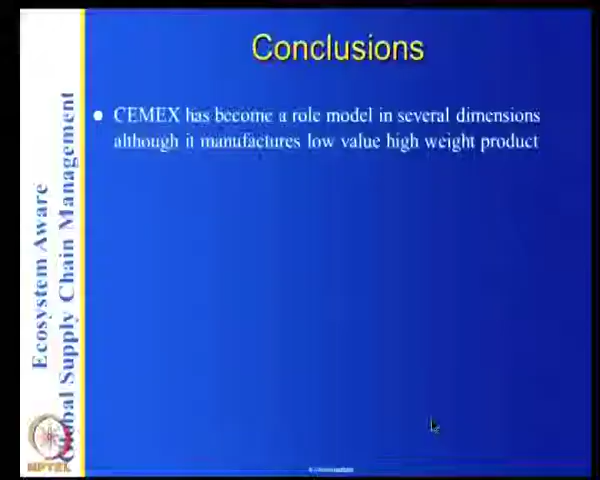 Conclusions
CEMEX has become a role model in several dimensions
although it manufactures low value high weight product
Ecosystem Aware
Global Supply Chain Management
NPTEL